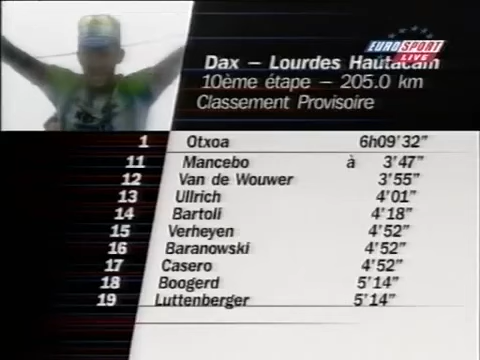 EUROSPORT
LIVE
Dax – Lourdes Hautacam
10ème étape – 205.0 km
Classement Provisoire
1 Otxoa 6h09'32"
11 Mancebo à 3'47"
12 Van de Wouwer 3'55"
13 Ullrich 4'01"
14 Bartoli 4'18"
15 Verheyen 4'52"
16 Baranowski 4'52"
17 Casero 4'52"
18 Boogerd 5'14"
19 Luttenberger 5'14"